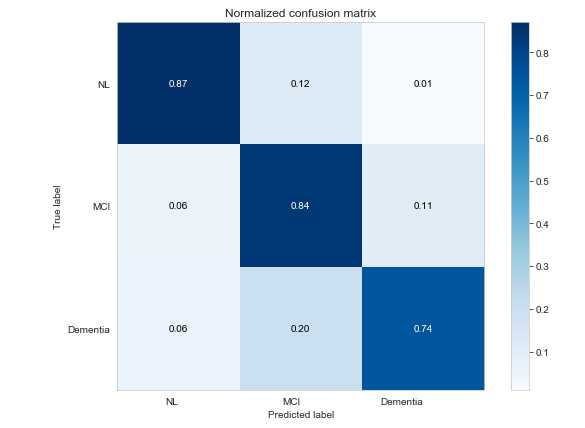 Normalized confusion matrix
NL 0.87 0.12 0.01
MCI 0.06 0.84 0.11
Dementia 0.06 0.20 0.74
NL MCI Dementia
True label
Predicted label
0.8
0.7
0.6
0.5
0.4
0.3
0.2
0.1